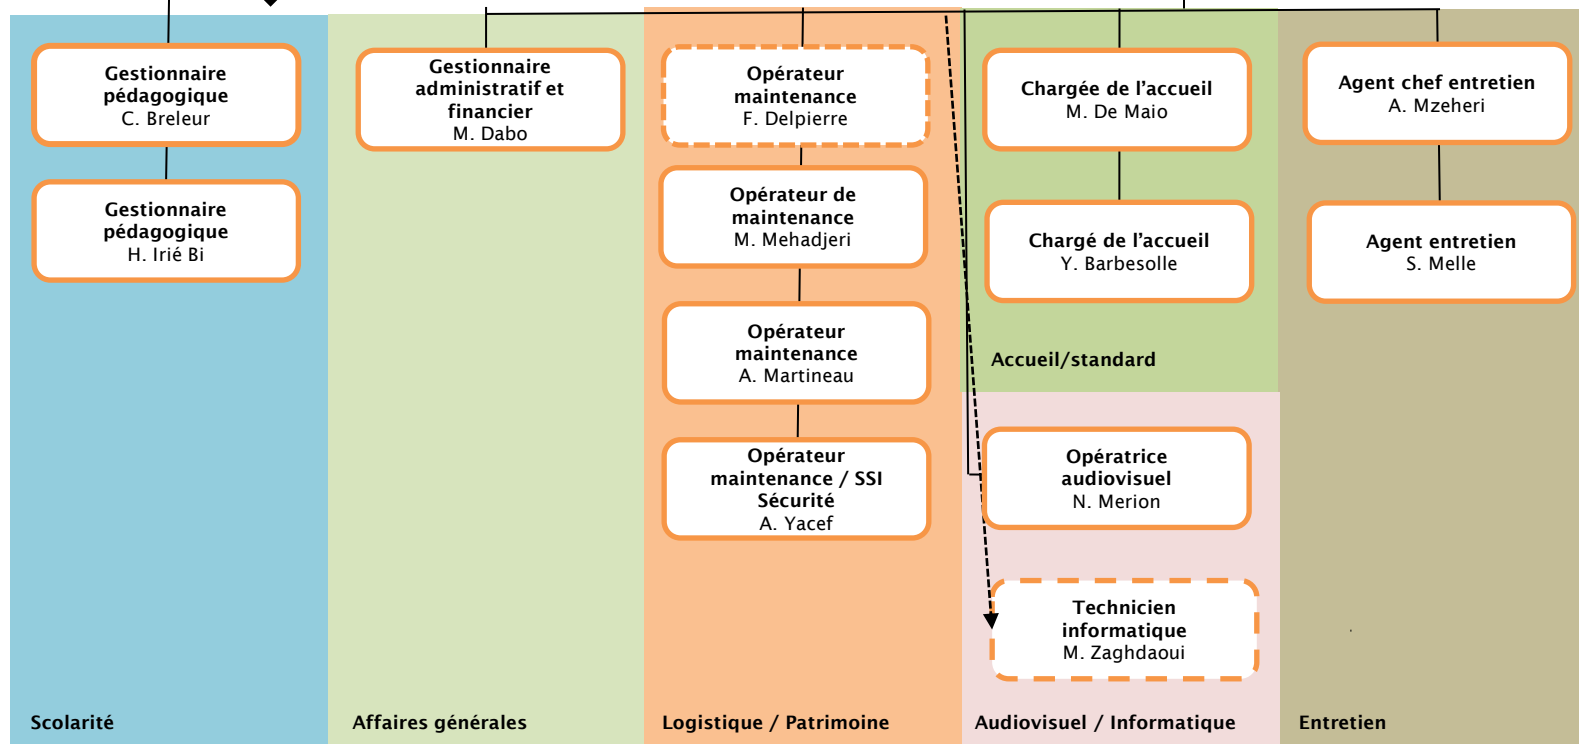 Gestionnaire
pédagogique
C. Breleur
Gestionnaire
pédagogique
H. Irié Bi
Scolarité
Gestionnaire
administratif et
financier
M. Dabo
Affaires générales
Opérateur
maintenance
F. Delpierre
Opérateur de
maintenance
M. Mehadjeri
Opérateur
maintenance
A. Martineau
Opérateur
maintenance / SSI
Sécurité
A. Yacef
Logistique / Patrimoine
Chargée de l’accueil
M. De Maio
Chargé de l’accueil
Y. Barbesolle
Accueil/standard
Opératrice
audiovisuel
N. Merion
Technicien
informatique
M. Zaghdaoui
Audiovisuel / Informatique
Agent chef entretien
A. Mzeheri
Agent entretien
S. Melle
Entretien